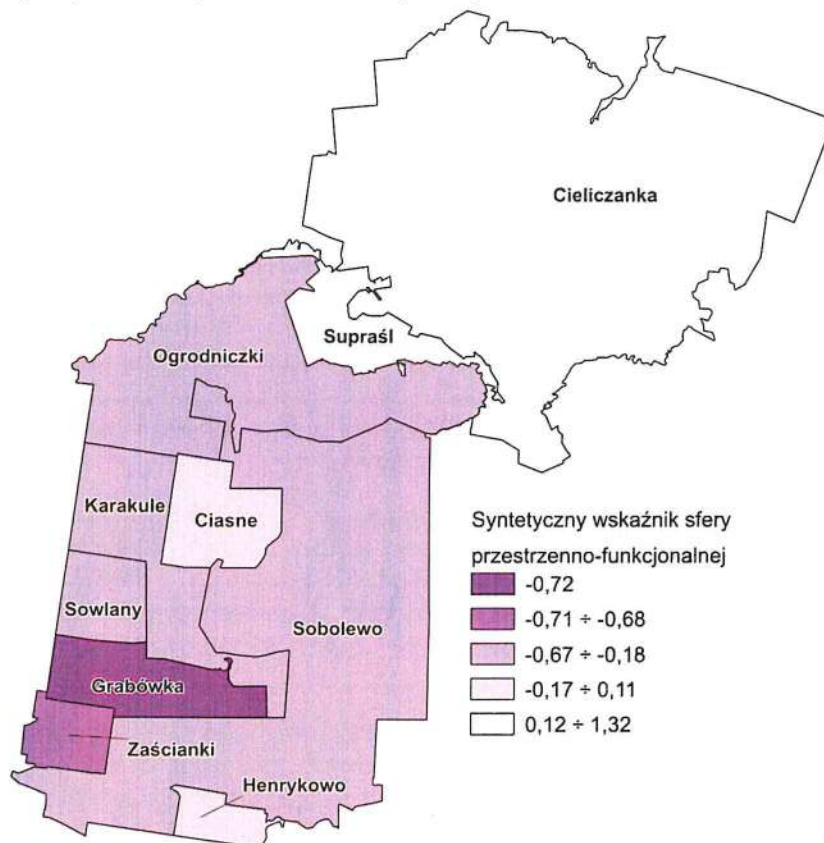 Cieliczanka
Supraśl
Ogrodniczki
Karakule
Ciasne
Syntetyczny wskaźnik sfery
przestrzenno-funkcjonalnej
-0,72
Sowlany
-0,71 ÷ -0,68
Sobolewo
-0,67 ÷ -0,18
Grabówka
-0,17 ÷ 0,11
0,12 ÷ 1,32
Zaścianki
Henrykowo